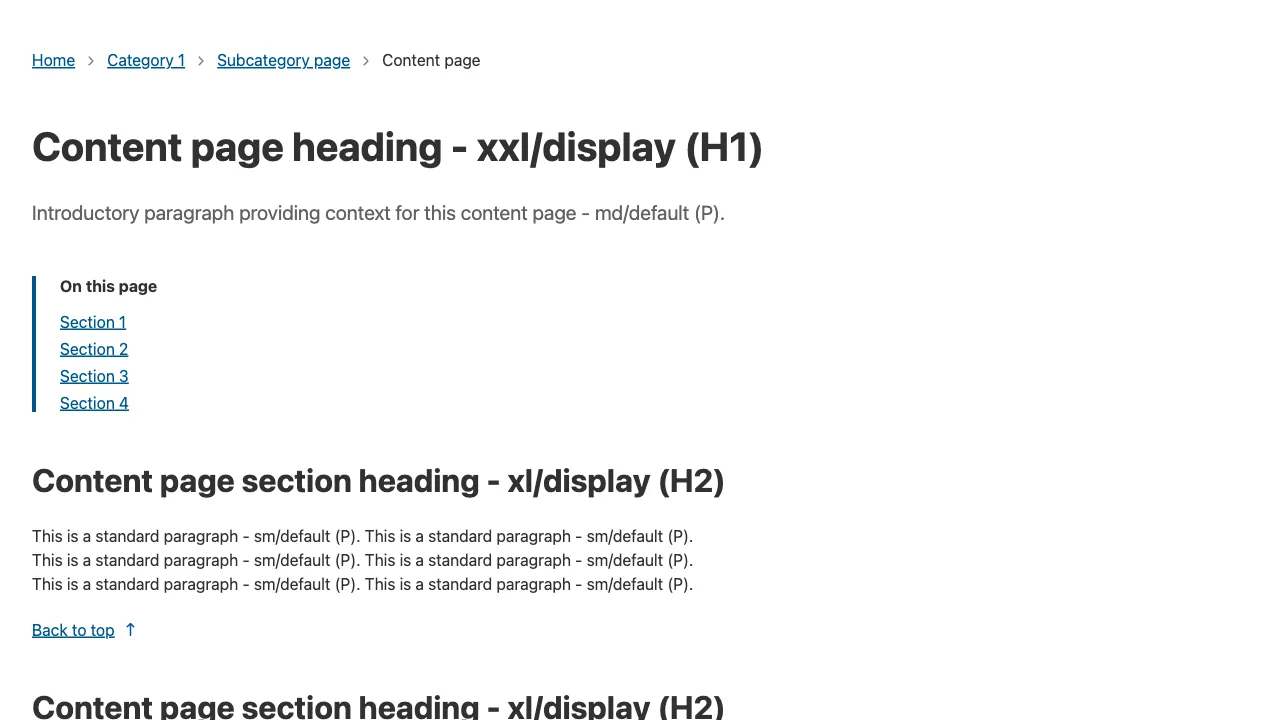 Home > Category 1 > Subcategory page > Content page
Content page heading - xxl/display (H1)
Introductory paragraph providing context for this content page - md/default (P).
On this page
Section 1
Section 2
Section 3
Section 4
Content page section heading - xl/display (H2)
This is a standard paragraph - sm/default (P). This is a standard paragraph - sm/default (P).
This is a standard paragraph - sm/default (P). This is a standard paragraph - sm/default (P).
This is a standard paragraph - sm/default (P). This is a standard paragraph - sm/default (P).
Back to top ↑
Content page section heading - xl/display (H2)